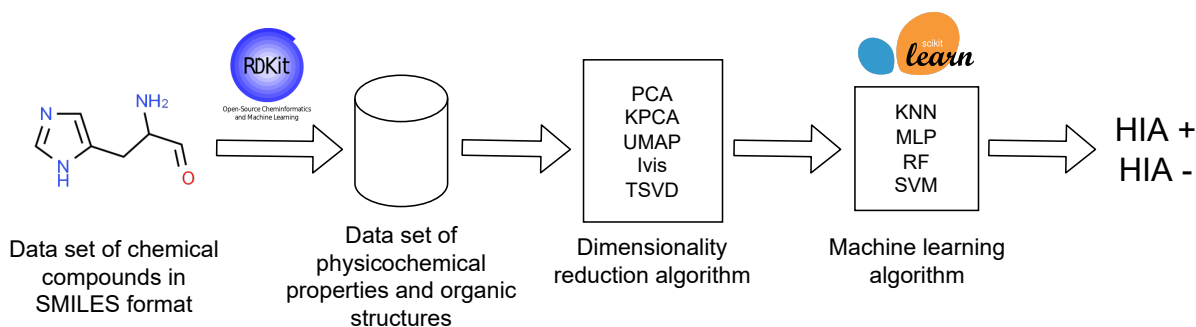 N
N
H
NH₂
O
Data set of chemical
compounds in
SMILES format
RDKit
Open-Source Cheminformatics
and Machine Learning
Data set of
physicochemical
properties and organic
structures
PCA
KPCA
UMAP
Ivis
TSVD
Dimensionality
reduction algorithm
scikit
learn
KNN
MLP
RF
SVM
Machine learning
algorithm
HIA +
HIA -